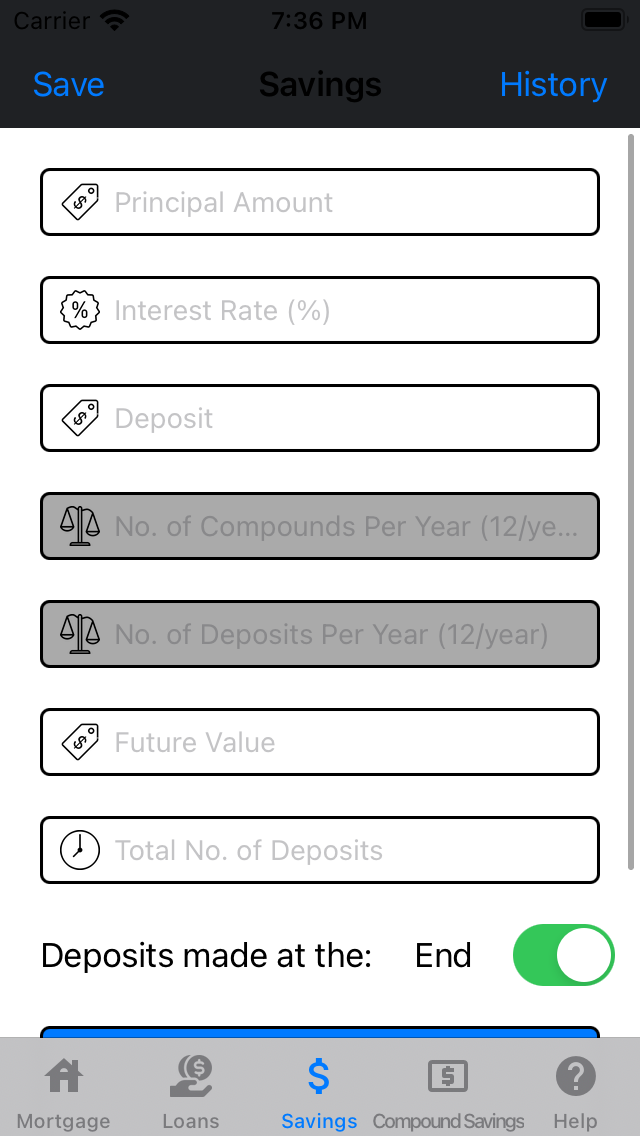 Carrier 7:36 PM
Save Savings History
Principal Amount
Interest Rate (%)
Deposit
No. of Compounds Per Year (12/ye...
No. of Deposits Per Year (12/year)
Future Value
Total No. of Deposits
Deposits made at the: End
Mortgage Loans Savings Compound Savings Help